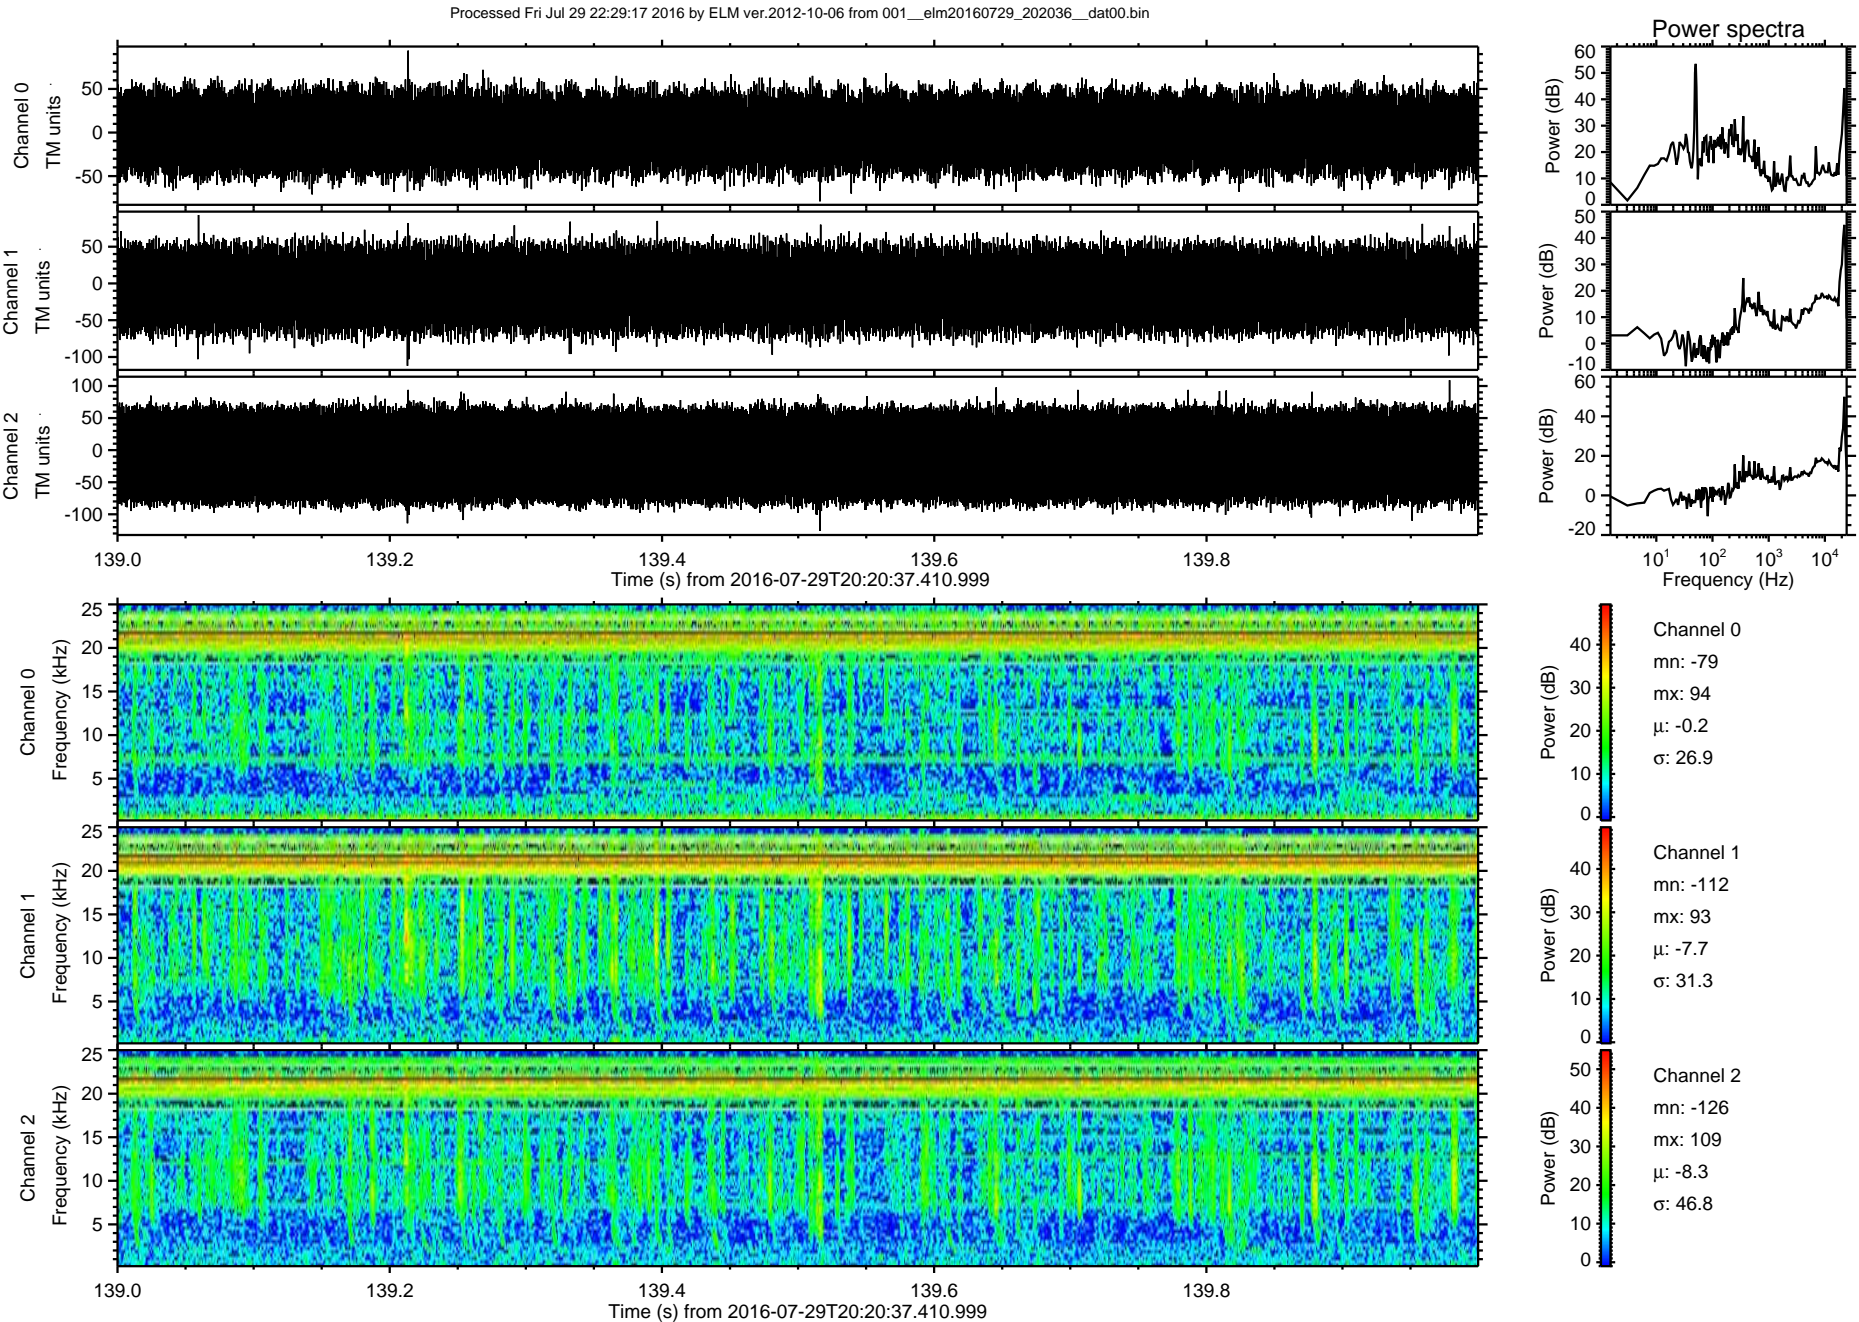 Processed Fri Jul 29 22:29:17 2016 by ELM ver.2012-10-06 from 001__elm20160729_202036__dat00.bin
Power spectra
Channel 0
TM units
50
0
-50
Power (dB)
60
50
40
30
20
10
0
Channel 1
TM units
50
0
-50
-100
Power (dB)
50
40
30
20
10
0
-10
Channel 2
TM units
100
50
0
-50
-100
Power (dB)
60
40
20
0
-20
139.0 139.2 139.4 139.6 139.8
Time (s) from 2016-07-29T20:20:37.410.999
10¹ 10² 10³ 10⁴
Frequency (Hz)
Channel 0
Frequency (kHz)
25
20
15
10
5
Power (dB)
40
30
20
10
0
Channel 0
mn: -79
mx: 94
μ: -0.2
σ: 26.9
Channel 1
Frequency (kHz)
25
20
15
10
5
Power (dB)
40
30
20
10
0
Channel 1
mn: -112
mx: 93
μ: -7.7
σ: 31.3
Channel 2
Frequency (kHz)
25
20
15
10
5
Power (dB)
50
40
30
20
10
0
Channel 2
mn: -126
mx: 109
μ: -8.3
σ: 46.8
139.0 139.2 139.4 139.6 139.8
Time (s) from 2016-07-29T20:20:37.410.999